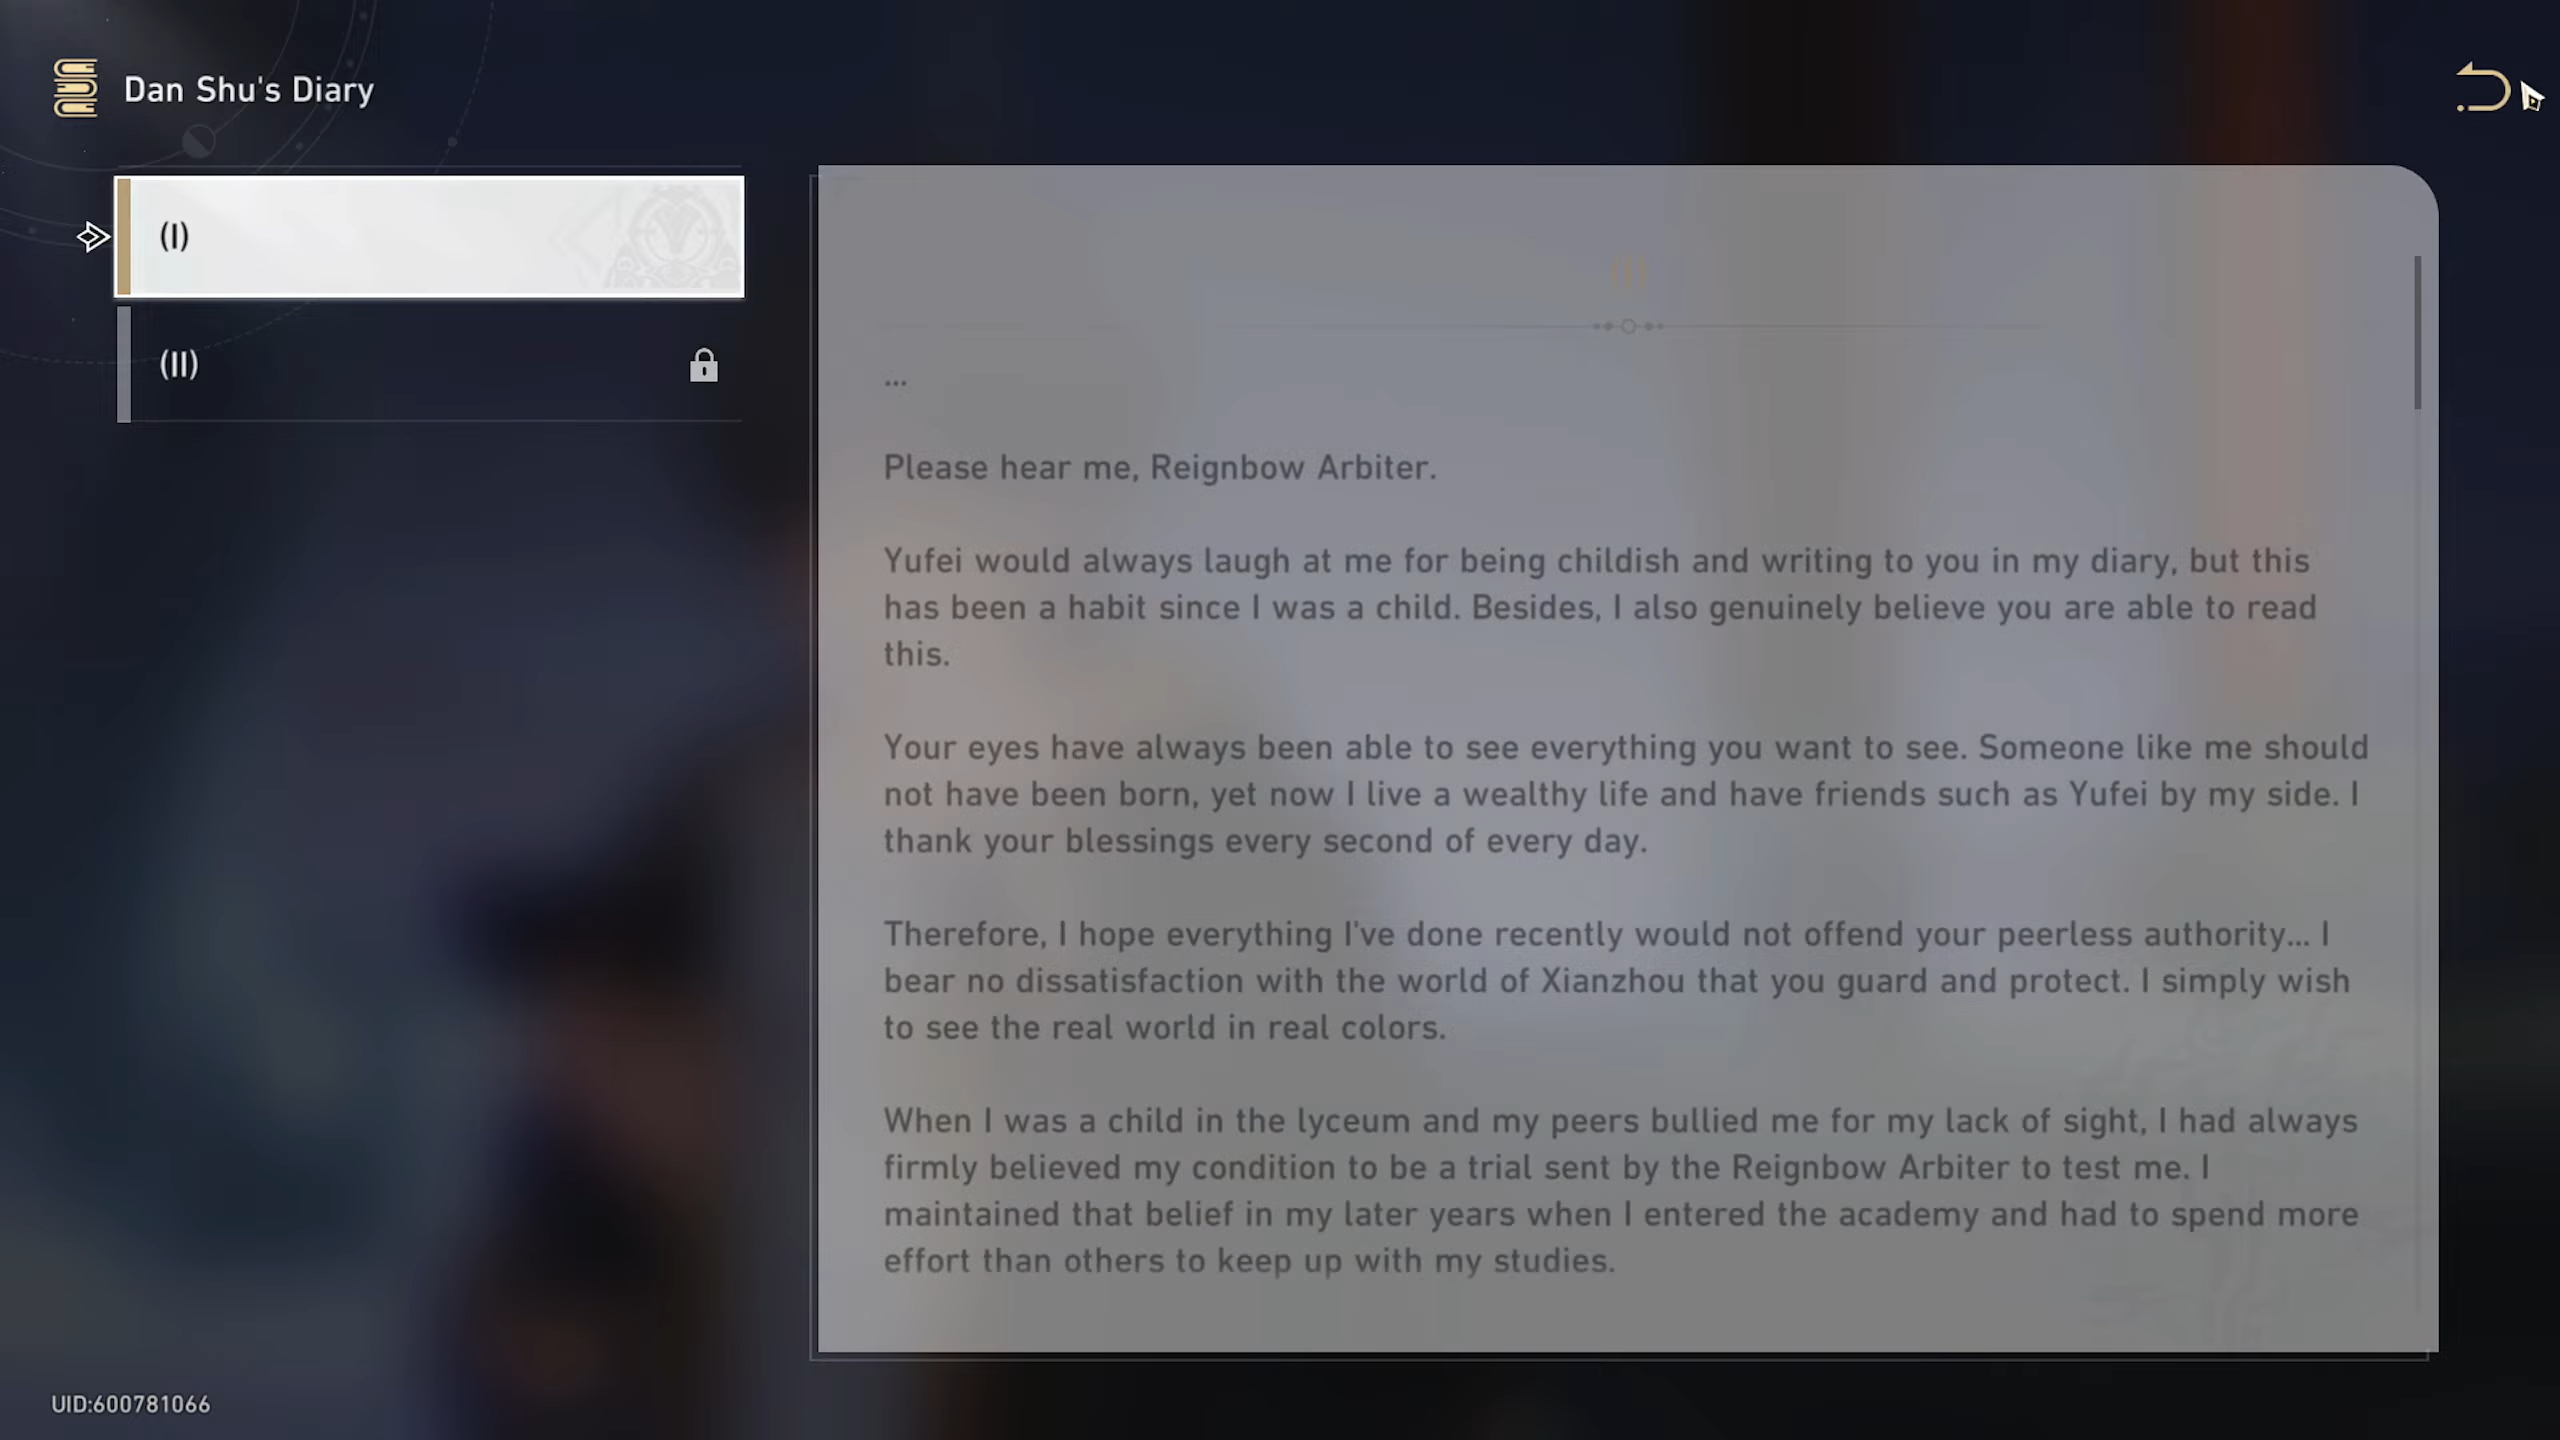 Dan Shu's Diary
(I)
(II)
(I)
...
Please hear me, Reignbow Arbiter.
Yufei would always laugh at me for being childish and writing to you in my diary, but this
has been a habit since I was a child. Besides, I also genuinely believe you are able to read
this.
Your eyes have always been able to see everything you want to see. Someone like me should
not have been born, yet now I live a wealthy life and have friends such as Yufei by my side. I
thank your blessings every second of every day.
Therefore, I hope everything I've done recently would not offend your peerless authority... I
bear no dissatisfaction with the world of Xianzhou that you guard and protect. I simply wish
to see the real world in real colors.
When I was a child in the lyceum and my peers bullied me for my lack of sight, I had always
firmly believed my condition to be a trial sent by the Reignbow Arbiter to test me. I
maintained that belief in my later years when I entered the academy and had to spend more
effort than others to keep up with my studies.
UID:600781066